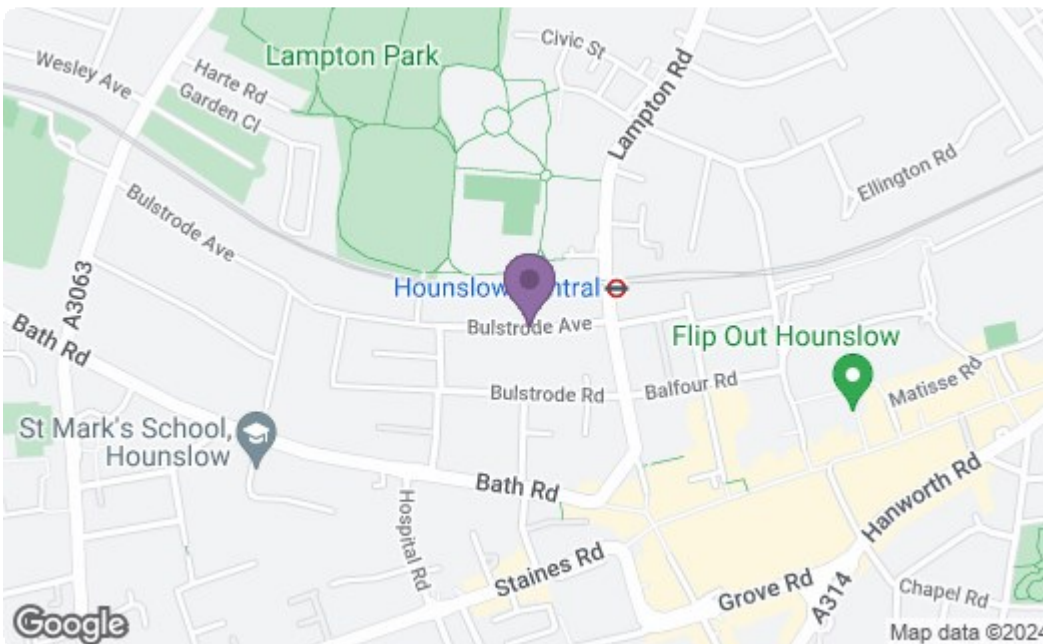 Civic St
Lampton Park
Wesley Ave
Harte Rd
Garden Cl
Lampton Rd
Ellington Rd
Bulstrode Ave
A3063
Hounslow Central
Bulstrode Ave
Bath Rd
Flip Out Hounslow
Matisse Rd
Bulstrode Rd
Balfour Rd
St Mark's School,
Hounslow
Bath Rd
Hospital Rd
Hanworth Rd
Staines Rd
Grove Rd
A314
Chapel Rd
Google
Map data ©2024